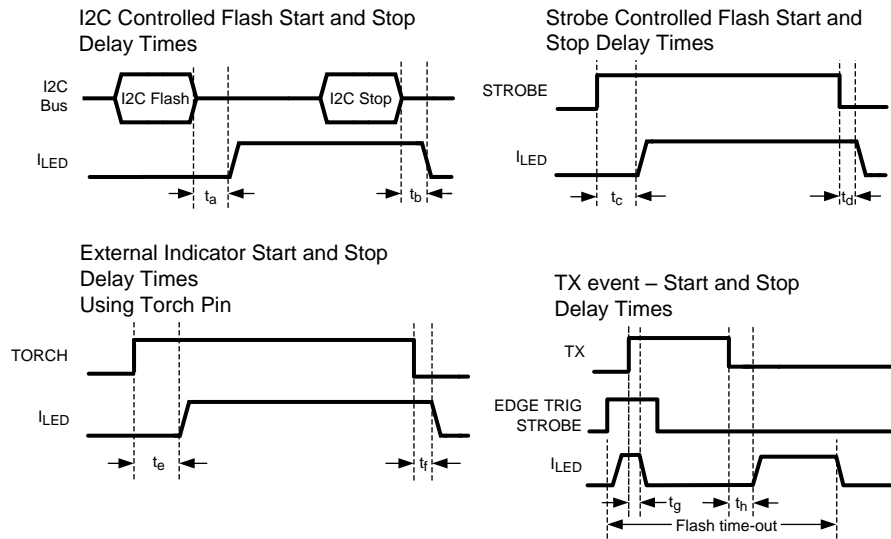 I2C Controlled Flash Start and Stop
Delay Times
I2C
Bus
I2C Flash
I2C Stop
ILED
ta
tb
Strobe Controlled Flash Start and
Stop Delay Times
STROBE
ILED
tc
td
External Indicator Start and Stop
Delay Times
Using Torch Pin
TORCH
ILED
te
tf
TX event – Start and Stop
Delay Times
TX
EDGE TRIG
STROBE
ILED
tg
th
Flash time-out